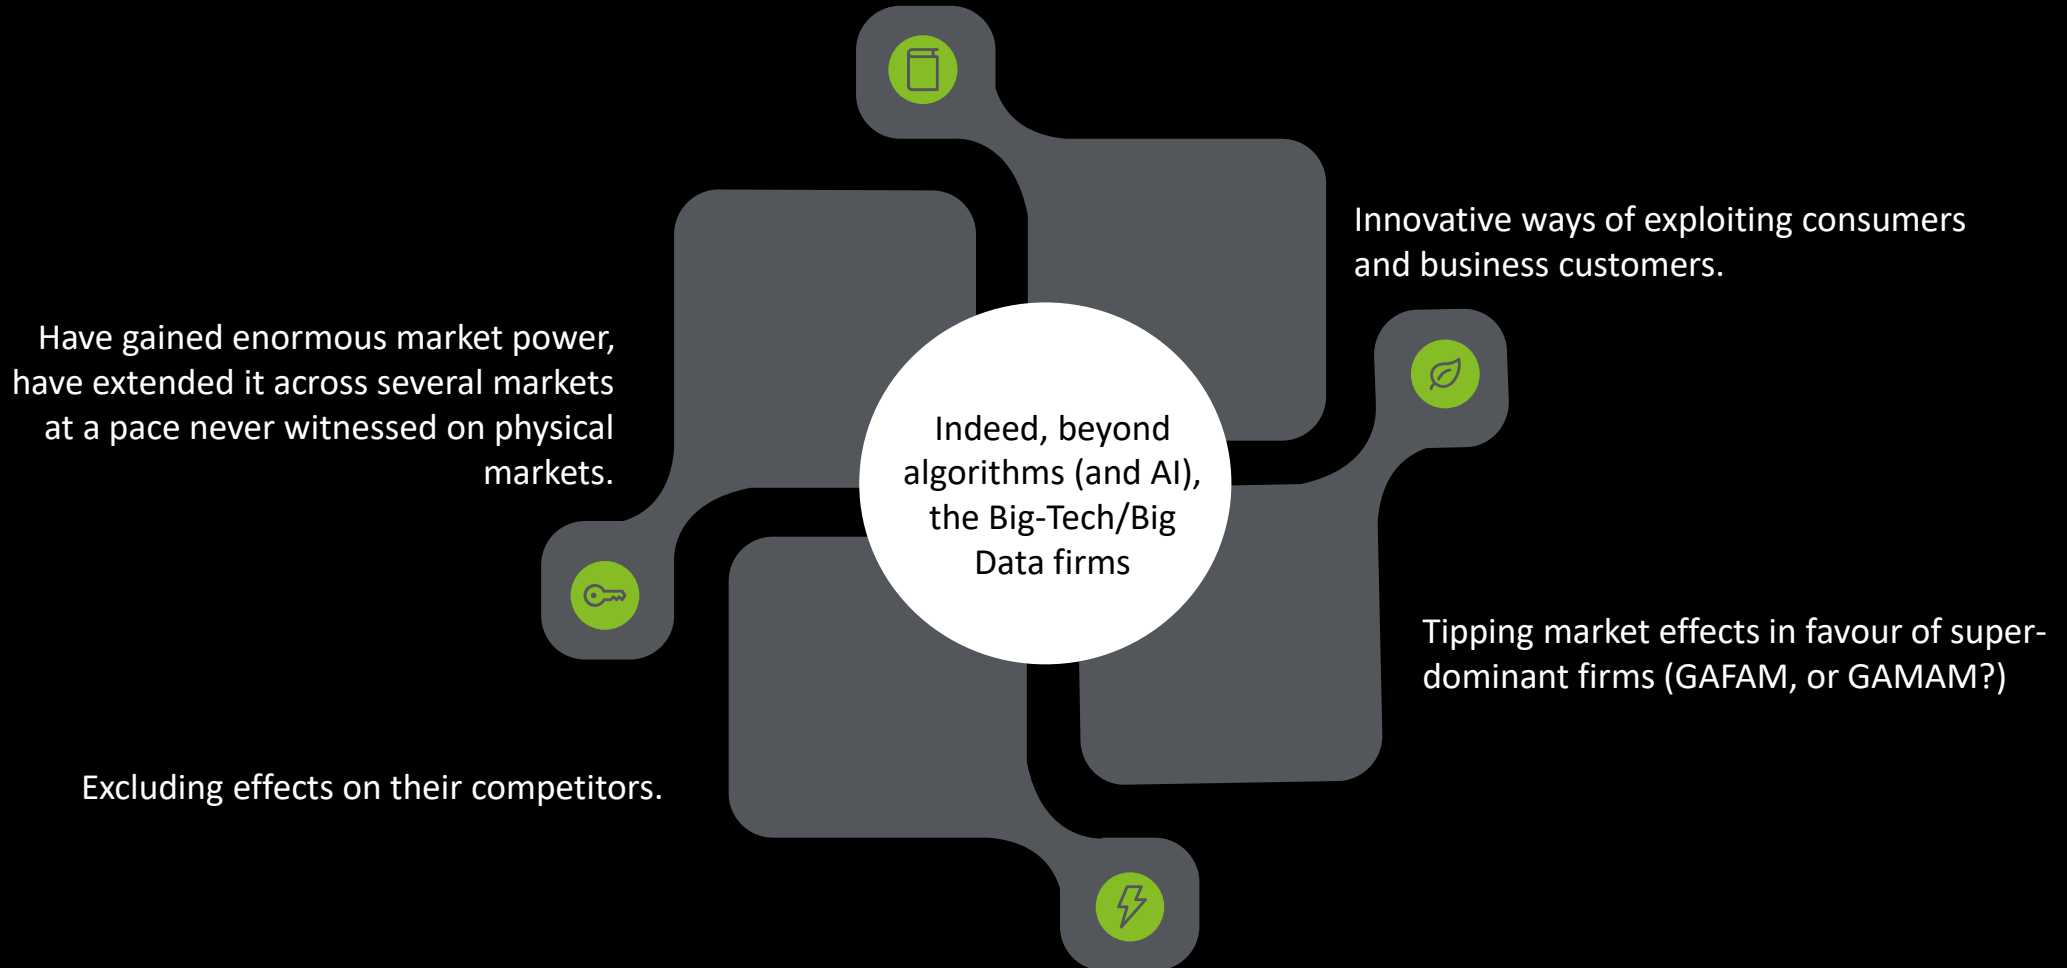 Indeed, beyond
algorithms (and AI),
the Big-Tech/Big
Data firms
Have gained enormous market power,
have extended it across several markets
at a pace never witnessed on physical
markets.
Innovative ways of exploiting consumers
and business customers.
Tipping market effects in favour of super-
dominant firms (GAFAM, or GAMAM?)
Excluding effects on their competitors.